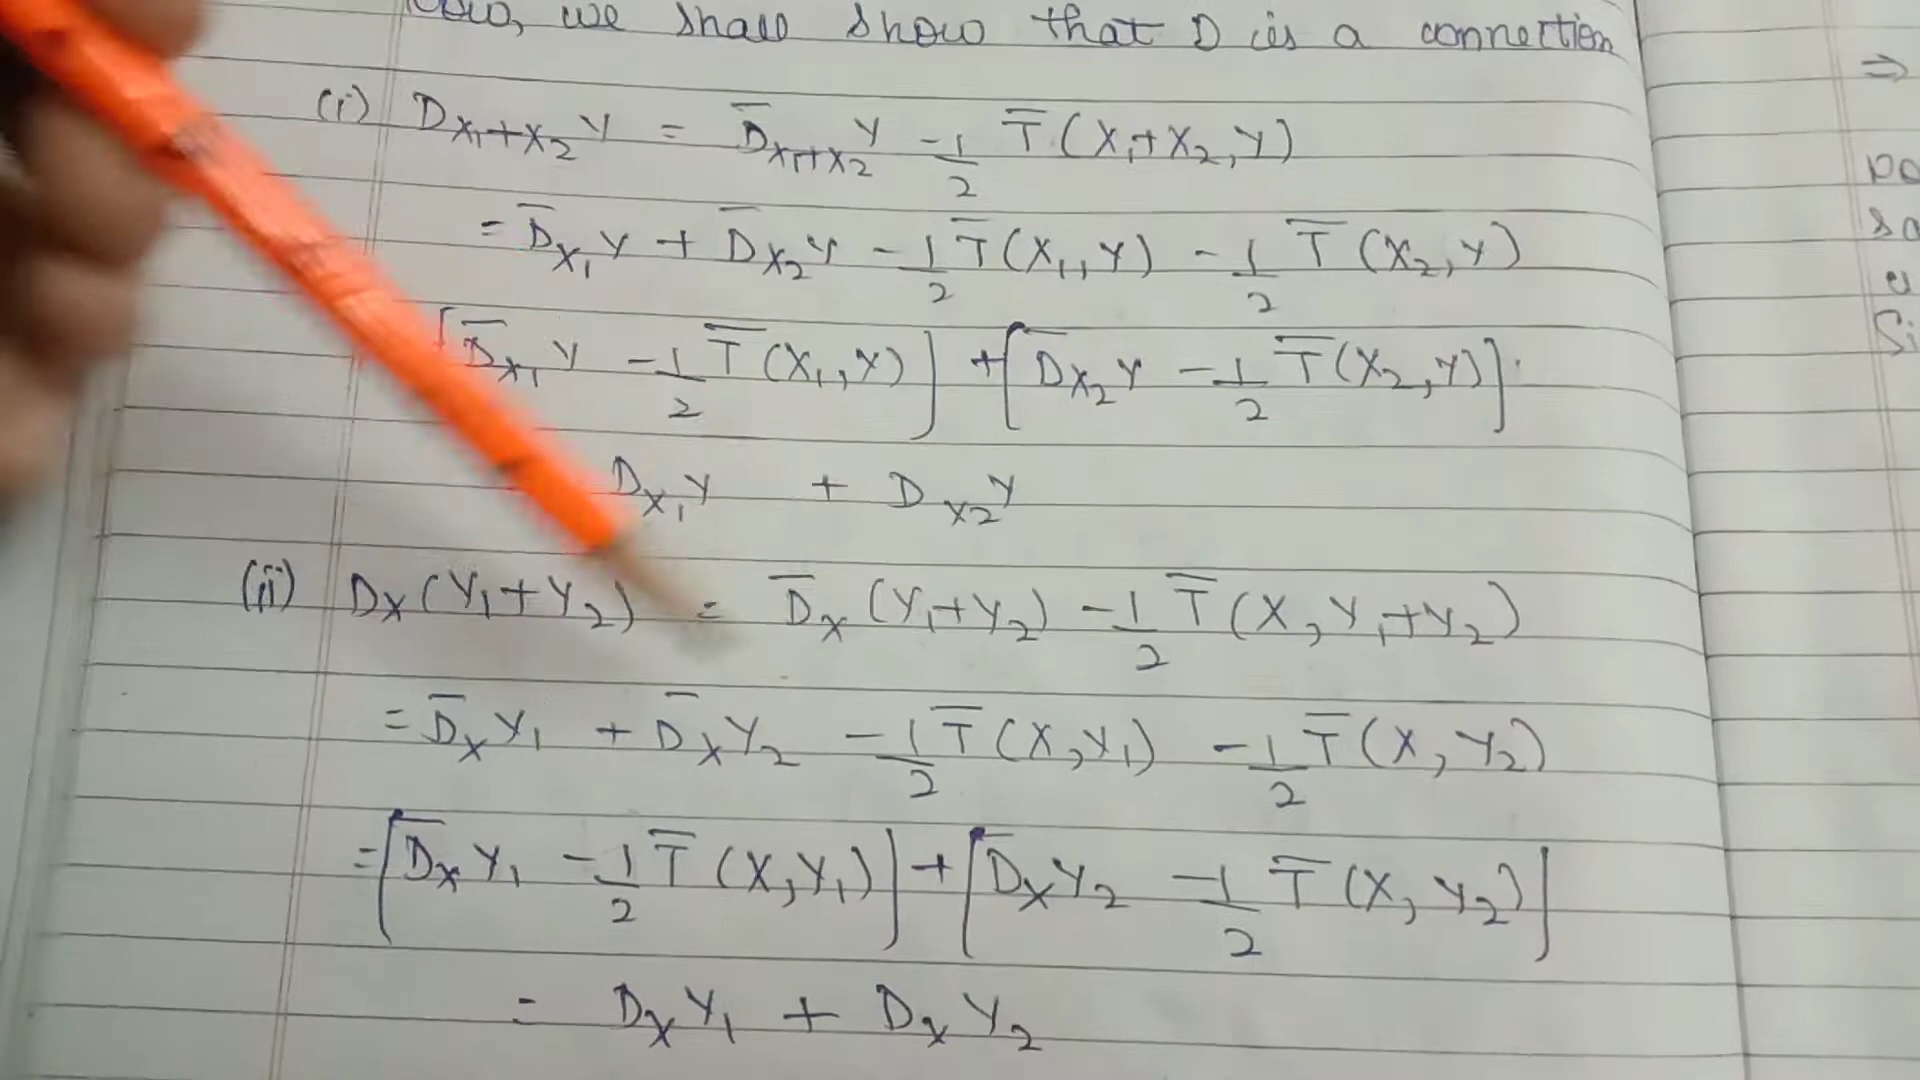 we shall show that D is a connection
(i) D_{X₁+X₂} Y = D̅_{X₁+X₂} Y - 1/2 T̅(X₁+X₂, Y)
= D̅_{X₁} Y + D̅_{X₂} Y - 1/2 T̅(X₁, Y) - 1/2 T̅(X₂, Y)
[D̅_{X₁} Y - 1/2 T̅(X₁, Y)] + [D̅_{X₂} Y - 1/2 T̅(X₂, Y)].
D_{X₁} Y + D_{X₂} Y
(ii) D_X (Y₁+Y₂) = D̅_X (Y₁+Y₂) - 1/2 T̅(X, Y₁+Y₂)
= D̅_X Y₁ + D̅_X Y₂ - 1/2 T̅(X, Y₁) - 1/2 T̅(X, Y₂)
= [D̅_X Y₁ - 1/2 T̅(X, Y₁)] + [D̅_X Y₂ - 1/2 T̅(X, Y₂)]
= D_X Y₁ + D_X Y₂
⇒